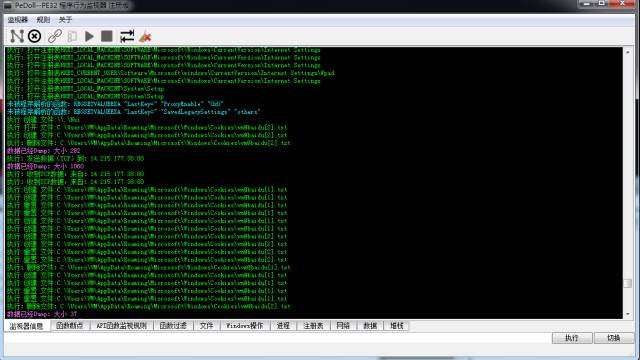 PeDoll--PE32 程序行为监视器 注册版
监视器 规则 关于
执行: 打开注册表HKEY_LOCAL_MACHINE\SOFTWARE\Microsoft\Windows\CurrentVersion\Internet Settings
执行: 打开注册表HKEY_LOCAL_MACHINE\SOFTWARE\Microsoft\Windows\CurrentVersion\Internet Settings
执行: 打开注册表HKEY_LOCAL_MACHINE\SOFTWARE\Microsoft\Windows\CurrentVersion\Internet Settings
执行: 打开注册表HKEY_CURRENT_USER\Software\Microsoft\windows\CurrentVersion\Internet Settings\Wpad
执行: 打开注册表HKEY_LOCAL_MACHINE\SOFTWARE\Microsoft\Windows\CurrentVersion\Internet Settings
执行: 打开注册表HKEY_LOCAL_MACHINE\System\Setup
执行: 打开注册表HKEY_LOCAL_MACHINE\System\Setup
未被程序解析的函数: REGSETVALUEEXA "LastKey=" "ProxyEnable" "0x0"
未被程序解析的函数: REGSETVALUEEXA "LastKey=" "SavedLegacySettings" "others"
执行 创建 文件:\\.\Nsi
执行 打开 文件 C:\Users\VM\AppData\Roaming\Microsoft\Windows\Cookies\vm@baidu[2].txt
执行: 删除文件: C:\Users\VM\AppData\Roaming\Microsoft\Windows\Cookies\vm@baidu[2].txt
数据已经Dump: 大小 282
执行: 发送数据 (TCP) 到: 14.215.177.38:80
数据已经Dump: 大小 1060
执行: 收到TCP数据, 来自: 14.215.177.38:80
执行: 收到TCP数据, 来自: 14.215.177.38:80
执行 创建 文件 C:\Users\VM\AppData\Roaming\Microsoft\Windows\Cookies\vm@baidu[1].txt
执行 创建 文件 C:\Users\VM\AppData\Roaming\Microsoft\Windows\Cookies\vm@baidu[1].txt
执行 重置 文件 C:\Users\VM\AppData\Roaming\Microsoft\Windows\Cookies\vm@baidu[1].txt
执行 创建 文件 C:\Users\VM\AppData\Roaming\Microsoft\Windows\Cookies\vm@baidu[1].txt
执行 创建 文件 C:\Users\VM\AppData\Roaming\Microsoft\Windows\Cookies\vm@baidu[2].txt
执行 创建 文件 C:\Users\VM\AppData\Roaming\Microsoft\Windows\Cookies\vm@baidu[2].txt
执行 重置 文件 C:\Users\VM\AppData\Roaming\Microsoft\Windows\Cookies\vm@baidu[2].txt
执行 重置 文件 C:\Users\VM\AppData\Roaming\Microsoft\Windows\Cookies\vm@baidu[2].txt
执行: 删除文件: C:\Users\VM\AppData\Roaming\Microsoft\Windows\Cookies\vm@baidu[1].txt
执行 创建 文件 C:\Users\VM\AppData\Roaming\Microsoft\Windows\Cookies\vm@baidu[1].txt
执行 创建 文件 C:\Users\VM\AppData\Roaming\Microsoft\Windows\Cookies\vm@baidu[1].txt
执行 重置 文件 C:\Users\VM\AppData\Roaming\Microsoft\Windows\Cookies\vm@baidu[1].txt
执行 重置 文件 C:\Users\VM\AppData\Roaming\Microsoft\Windows\Cookies\vm@baidu[1].txt
执行: 删除文件: C:\Users\VM\AppData\Roaming\Microsoft\Windows\Cookies\vm@baidu[2].txt
数据已经Dump: 大小 37
监视器信息 函数断点 API函数监视规则 函数过滤 文件 Windows操作 进程 注册表 网络 数据 堆栈
执行 切换